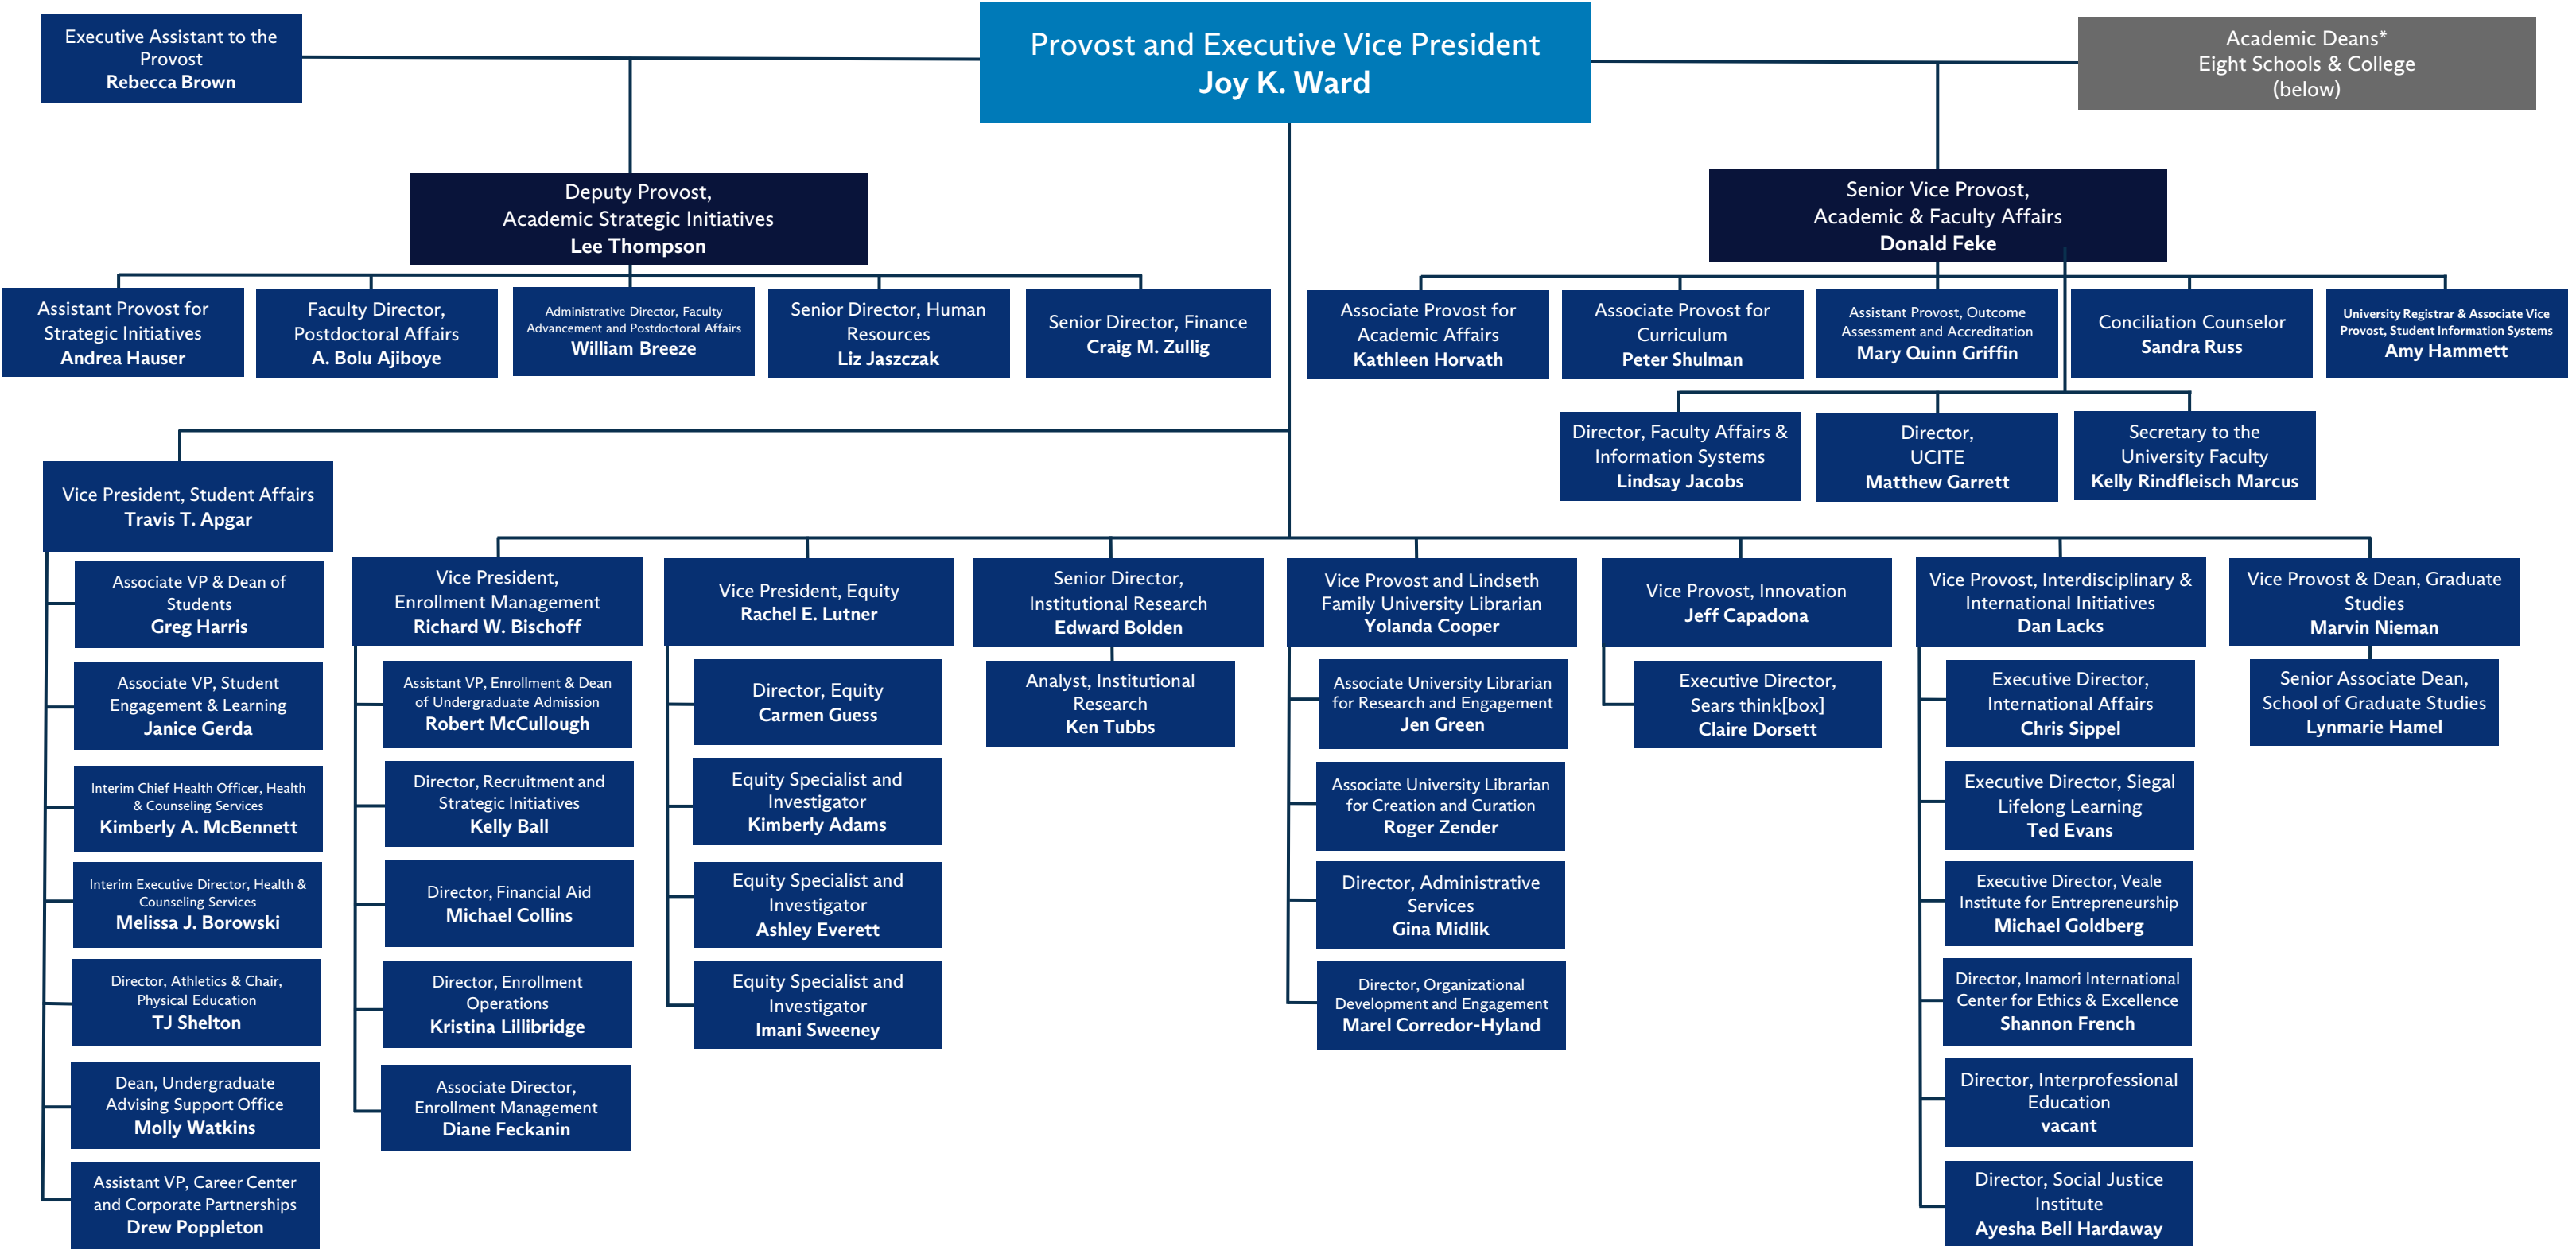 Executive Assistant to the
Provost
Rebecca Brown
Provost and Executive Vice President
Joy K. Ward
Academic Deans*
Eight Schools & College
(below)
Deputy Provost,
Academic Strategic Initiatives
Lee Thompson
Senior Vice Provost,
Academic & Faculty Affairs
Donald Feke
Assistant Provost for
Strategic Initiatives
Andrea Hauser
Faculty Director,
Postdoctoral Affairs
A. Bolu Ajiboye
Administrative Director, Faculty
Advancement and Postdoctoral Affairs
William Breeze
Senior Director, Human
Resources
Liz Jaszczak
Senior Director, Finance
Craig M. Zullig
Associate Provost for
Academic Affairs
Kathleen Horvath
Associate Provost for
Curriculum
Peter Shulman
Assistant Provost, Outcome
Assessment and Accreditation
Mary Quinn Griffin
Conciliation Counselor
Sandra Russ
University Registrar & Associate Vice
Provost, Student Information Systems
Amy Hammett
Director, Faculty Affairs &
Information Systems
Lindsay Jacobs
Director,
UCITE
Matthew Garrett
Secretary to the
University Faculty
Kelly Rindfleisch Marcus
Vice President, Student Affairs
Travis T. Apgar
Associate VP & Dean of
Students
Greg Harris
Associate VP, Student
Engagement & Learning
Janice Gerda
Interim Chief Health Officer, Health
& Counseling Services
Kimberly A. McBennett
Interim Executive Director, Health &
Counseling Services
Melissa J. Borowski
Director, Athletics & Chair,
Physical Education
TJ Shelton
Dean, Undergraduate
Advising Support Office
Molly Watkins
Assistant VP, Career Center
and Corporate Partnerships
Drew Poppleton
Vice President,
Enrollment Management
Richard W. Bischoff
Assistant VP, Enrollment & Dean
of Undergraduate Admission
Robert McCullough
Director, Recruitment and
Strategic Initiatives
Kelly Ball
Director, Financial Aid
Michael Collins
Director, Enrollment
Operations
Kristina Lillibridge
Associate Director,
Enrollment Management
Diane Feckanin
Vice President, Equity
Rachel E. Lutner
Director, Equity
Carmen Guess
Equity Specialist and
Investigator
Kimberly Adams
Equity Specialist and
Investigator
Ashley Everett
Equity Specialist and
Investigator
Imani Sweeney
Senior Director,
Institutional Research
Edward Bolden
Analyst, Institutional
Research
Ken Tubbs
Vice Provost and Lindseth
Family University Librarian
Yolanda Cooper
Associate University Librarian
for Research and Engagement
Jen Green
Associate University Librarian
for Creation and Curation
Roger Zender
Director, Administrative
Services
Gina Midlik
Director, Organizational
Development and Engagement
Marel Corredor-Hyland
Vice Provost, Innovation
Jeff Capadona
Executive Director,
Sears think[box]
Claire Dorsett
Vice Provost, Interdisciplinary &
International Initiatives
Dan Lacks
Executive Director,
International Affairs
Chris Sippel
Executive Director, Siegal
Lifelong Learning
Ted Evans
Executive Director, Veale
Institute for Entrepreneurship
Michael Goldberg
Director, Inamori International
Center for Ethics & Excellence
Shannon French
Director, Interprofessional
Education
vacant
Director, Social Justice
Institute
Ayesha Bell Hardaway
Vice Provost & Dean, Graduate
Studies
Marvin Nieman
Senior Associate Dean,
School of Graduate Studies
Lynmarie Hamel